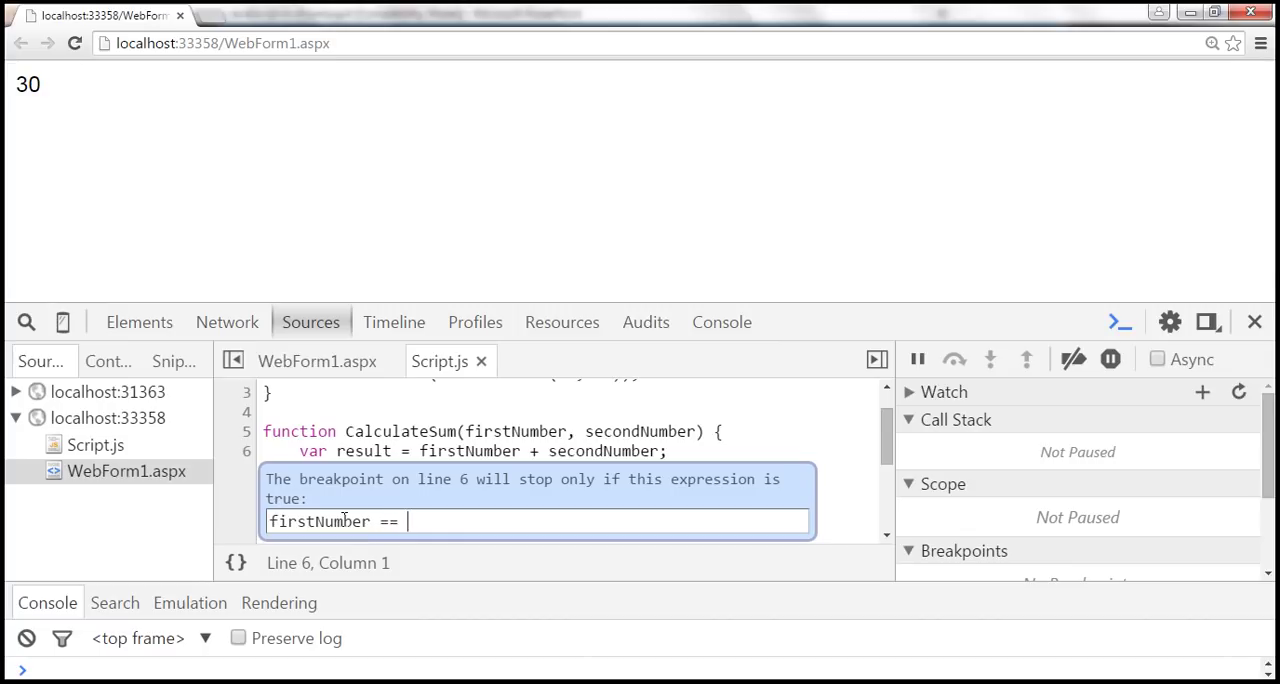 localhost:33358/WebForm
localhost:33358/WebForm1.aspx
30
Elements Network Sources Timeline Profiles Resources Audits Console
Sour... Cont... Snip... WebForm1.aspx Script.js Async
localhost:31363
localhost:33358
Script.js
WebForm1.aspx
3 }
4
5 function CalculateSum(firstNumber, secondNumber) {
6 var result = firstNumber + secondNumber;
The breakpoint on line 6 will stop only if this expression is
true:
firstNumber ==
{} Line 6, Column 1
Watch
Call Stack
Not Paused
Scope
Not Paused
Breakpoints
Console Search Emulation Rendering
<top frame> Preserve log